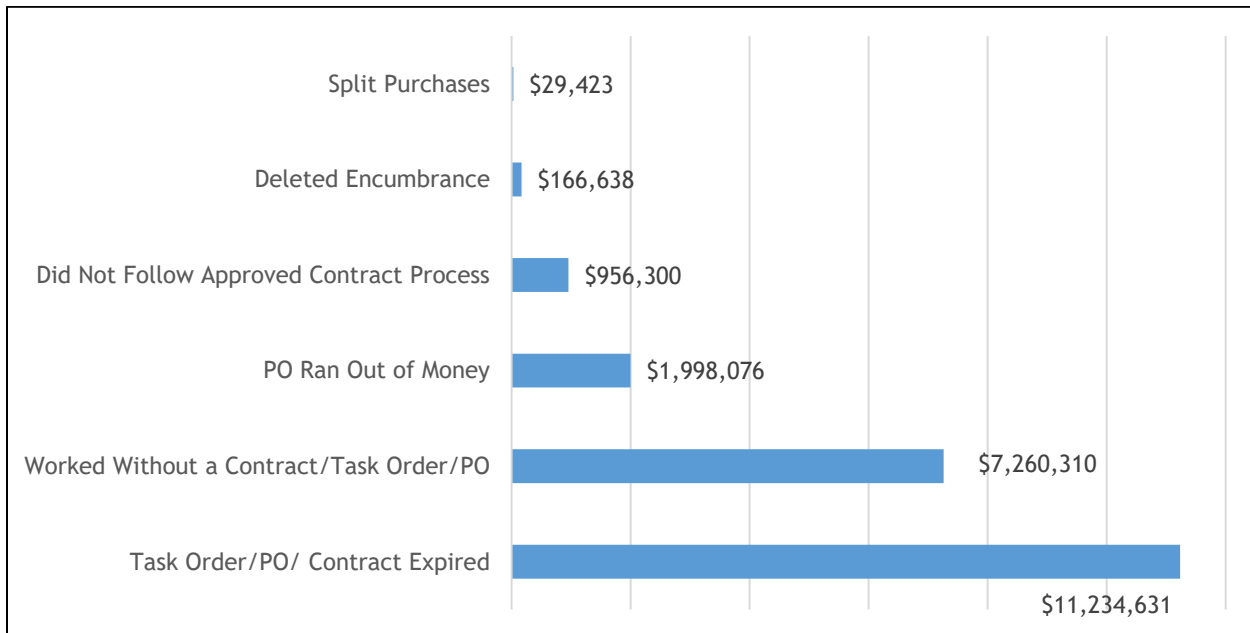 Split Purchases $29,423
Deleted Encumbrance $166,638
Did Not Follow Approved Contract Process $956,300
PO Ran Out of Money $1,998,076
Worked Without a Contract/Task Order/PO $7,260,310
Task Order/PO/ Contract Expired
$11,234,631